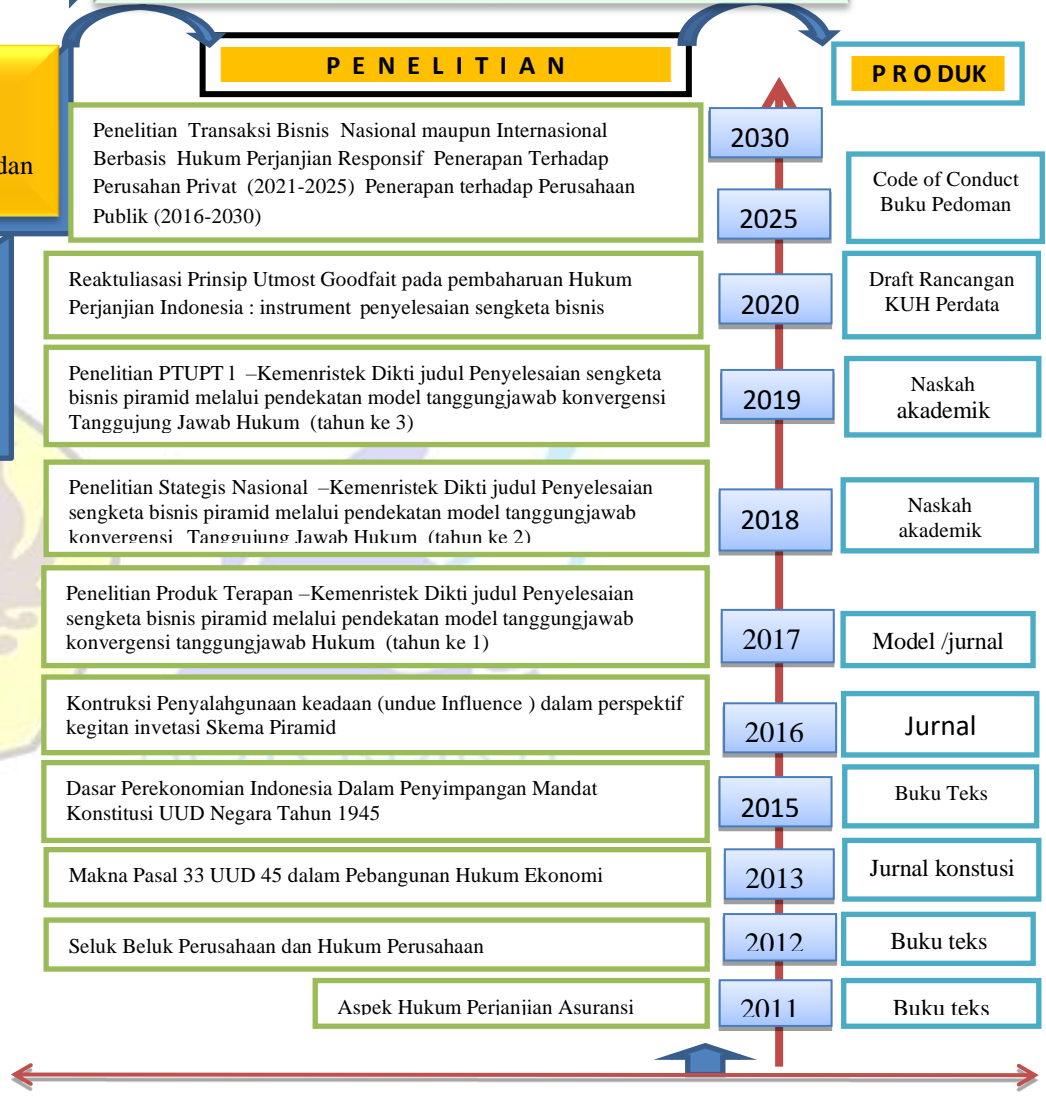 P E N E L I T I A N
P R O DUK
dan
Penelitian Transaksi Bisnis Nasional maupun Internasional
Berbasis Hukum Perjanjian Responsif Penerapan Terhadap
Perusahan Privat (2021-2025) Penerapan terhadap Perusahaan
Publik (2016-2030)
2030
2025
Code of Conduct
Buku Pedoman
Reaktuliasasi Prinsip Utmost Goodfait pada pembaharuan Hukum
Perjanjian Indonesia : instrument penyelesaian sengketa bisnis
2020
Draft Rancangan
KUH Perdata
Penelitian PTUPT l –Kemenristek Dikti judul Penyelesaian sengketa
bisnis piramid melalui pendekatan model tanggungjawab konvergensi
Tanggujung Jawab Hukum (tahun ke 3)
2019
Naskah
akademik
Penelitian Stategis Nasional –Kemenristek Dikti judul Penyelesaian
sengketa bisnis piramid melalui pendekatan model tanggungjawab
konvergensi Tanggujung Jawab Hukum (tahun ke 2)
2018
Naskah
akademik
Penelitian Produk Terapan –Kemenristek Dikti judul Penyelesaian
sengketa bisnis piramid melalui pendekatan model tanggungjawab
konvergensi tanggungjawab Hukum (tahun ke 1)
2017
Model /jurnal
Kontruksi Penyalahgunaan keadaan (undue Influence ) dalam perspektif
kegitan invetasi Skema Piramid
2016
Jurnal
Dasar Perekonomian Indonesia Dalam Penyimpangan Mandat
Konstitusi UUD Negara Tahun 1945
2015
Buku Teks
Makna Pasal 33 UUD 45 dalam Pebangunan Hukum Ekonomi
2013
Jurnal konstusi
Seluk Beluk Perusahaan dan Hukum Perusahaan
2012
Buku teks
Aspek Hukum Perjanjian Asuransi
2011
Buku teks